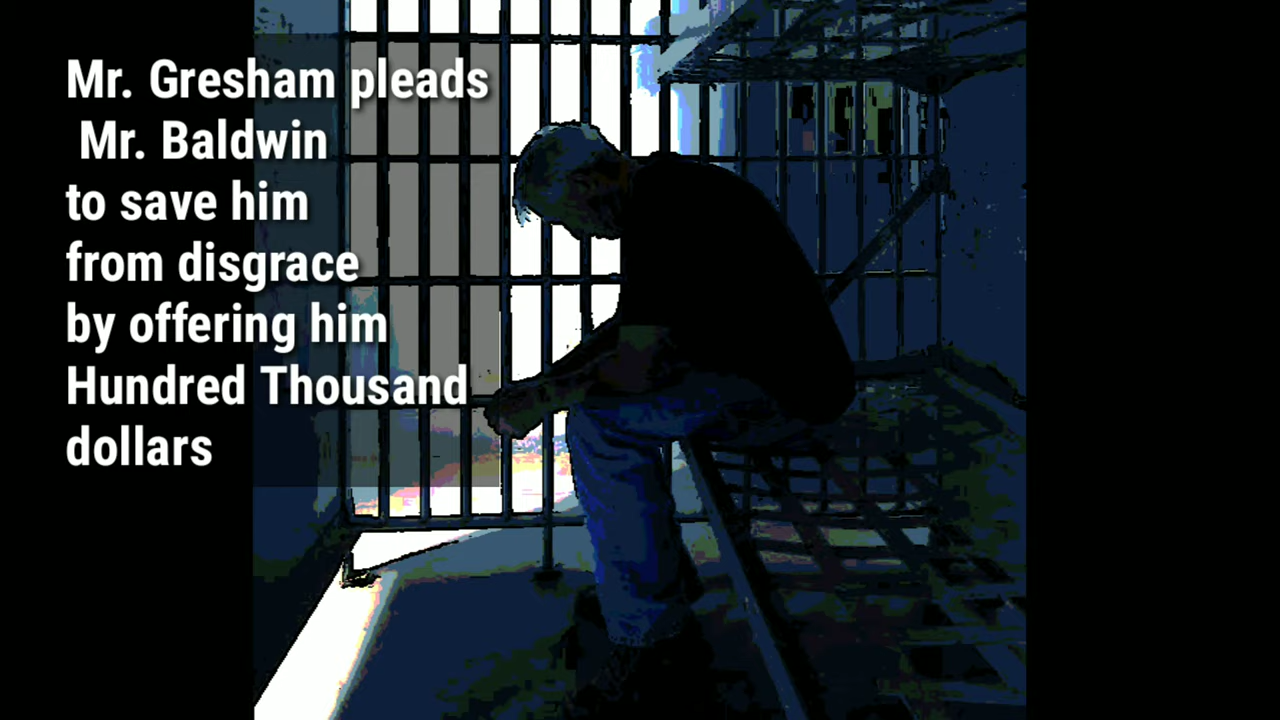 Mr. Gresham pleads
Mr. Baldwin
to save him
from disgrace
by offering him
Hundred Thousand
dollars